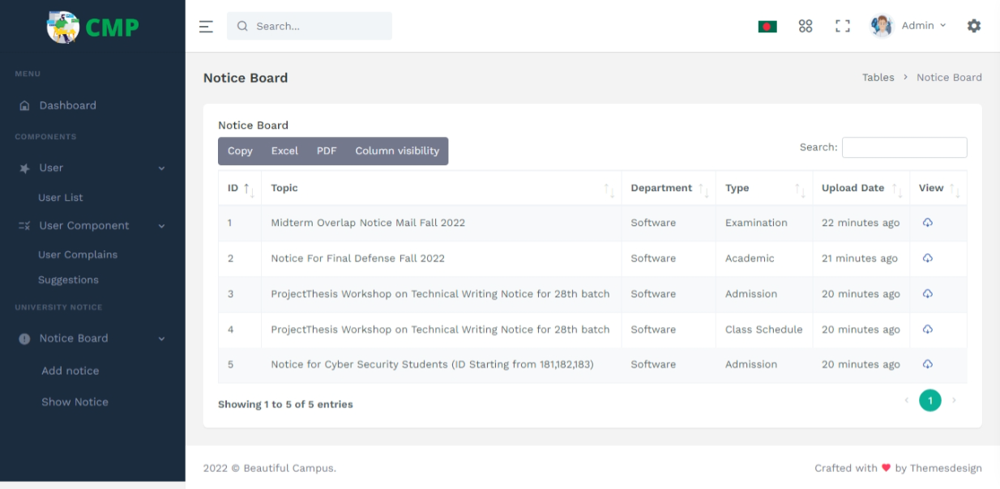 CMP
Search...
Admin
MENU
Dashboard
COMPONENTS
User
User List
User Component
User Complains
Suggestions
UNIVERSITY NOTICE
Notice Board
Add notice
Show Notice
Notice Board
Tables > Notice Board
Notice Board
Copy Excel PDF Column visibility
Search:
ID Topic Department Type Upload Date View
1 Midterm Overlap Notice Mail Fall 2022 Software Examination 22 minutes ago
2 Notice For Final Defense Fall 2022 Software Academic 21 minutes ago
3 ProjectThesis Workshop on Technical Writing Notice for 28th batch Software Admission 20 minutes ago
4 ProjectThesis Workshop on Technical Writing Notice for 28th batch Software Class Schedule 20 minutes ago
5 Notice for Cyber Security Students (ID Starting from 181,182,183) Software Admission 20 minutes ago
Showing 1 to 5 of 5 entries
‹ 1 ›
2022 © Beautiful Campus.
Crafted with ♥ by Themesdesign